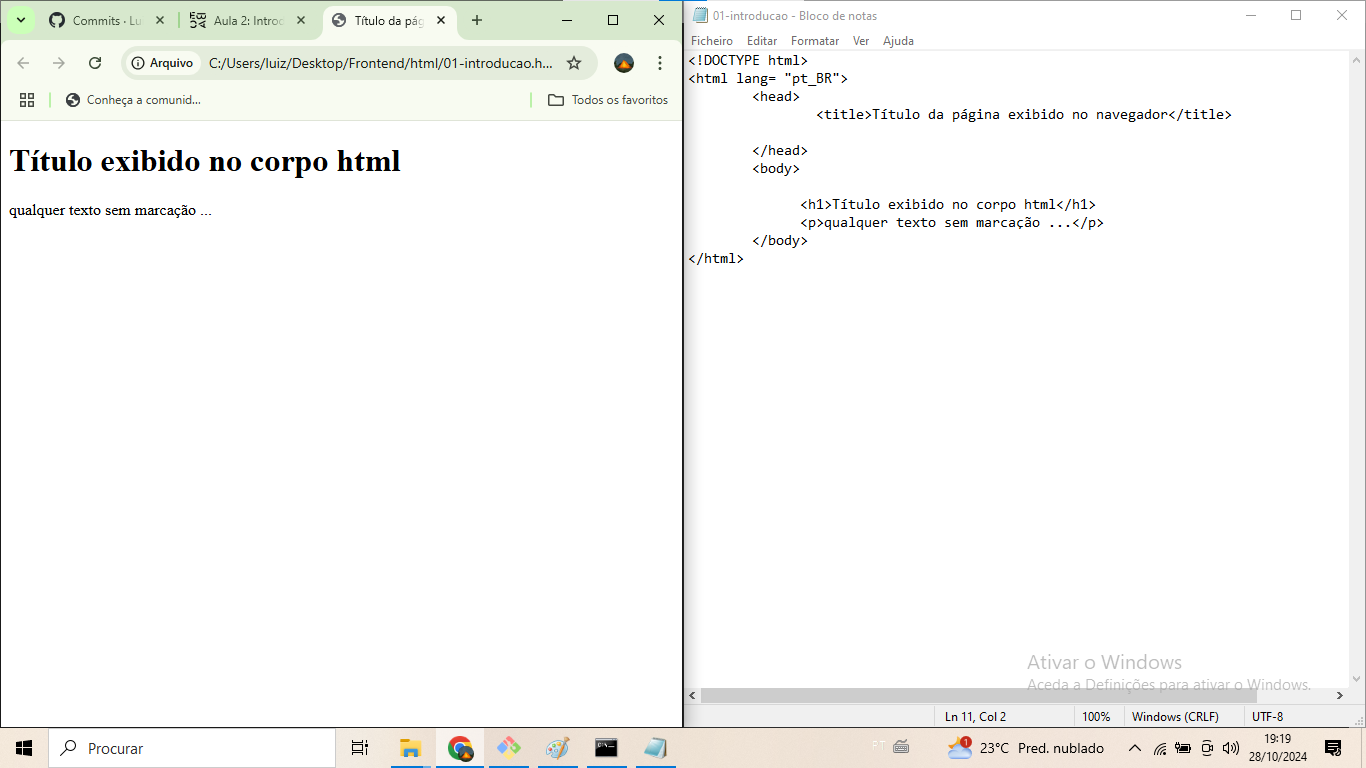 Commits · Lu
Aula 2: Introd
Título da pág
Arquivo
C:/Users/luiz/Desktop/Frontend/html/01-introducao.h...
Conheça a comunid...
Todos os favoritos
Título exibido no corpo html
qualquer texto sem marcação ...
01-introducao - Bloco de notas
Ficheiro Editar Formatar Ver Ajuda
<!DOCTYPE html>
<html lang= "pt_BR">
<head>
<title>Título da página exibido no navegador</title>
</head>
<body>
<h1>Título exibido no corpo html</h1>
<p>qualquer texto sem marcação ...</p>
</body>
</html>
Ativar o Windows
Aceda a Definições para ativar o Windows.
Ln 11, Col 2
100%
Windows (CRLF)
UTF-8
Procurar
PT
1
23°C Pred. nublado
19:19
28/10/2024